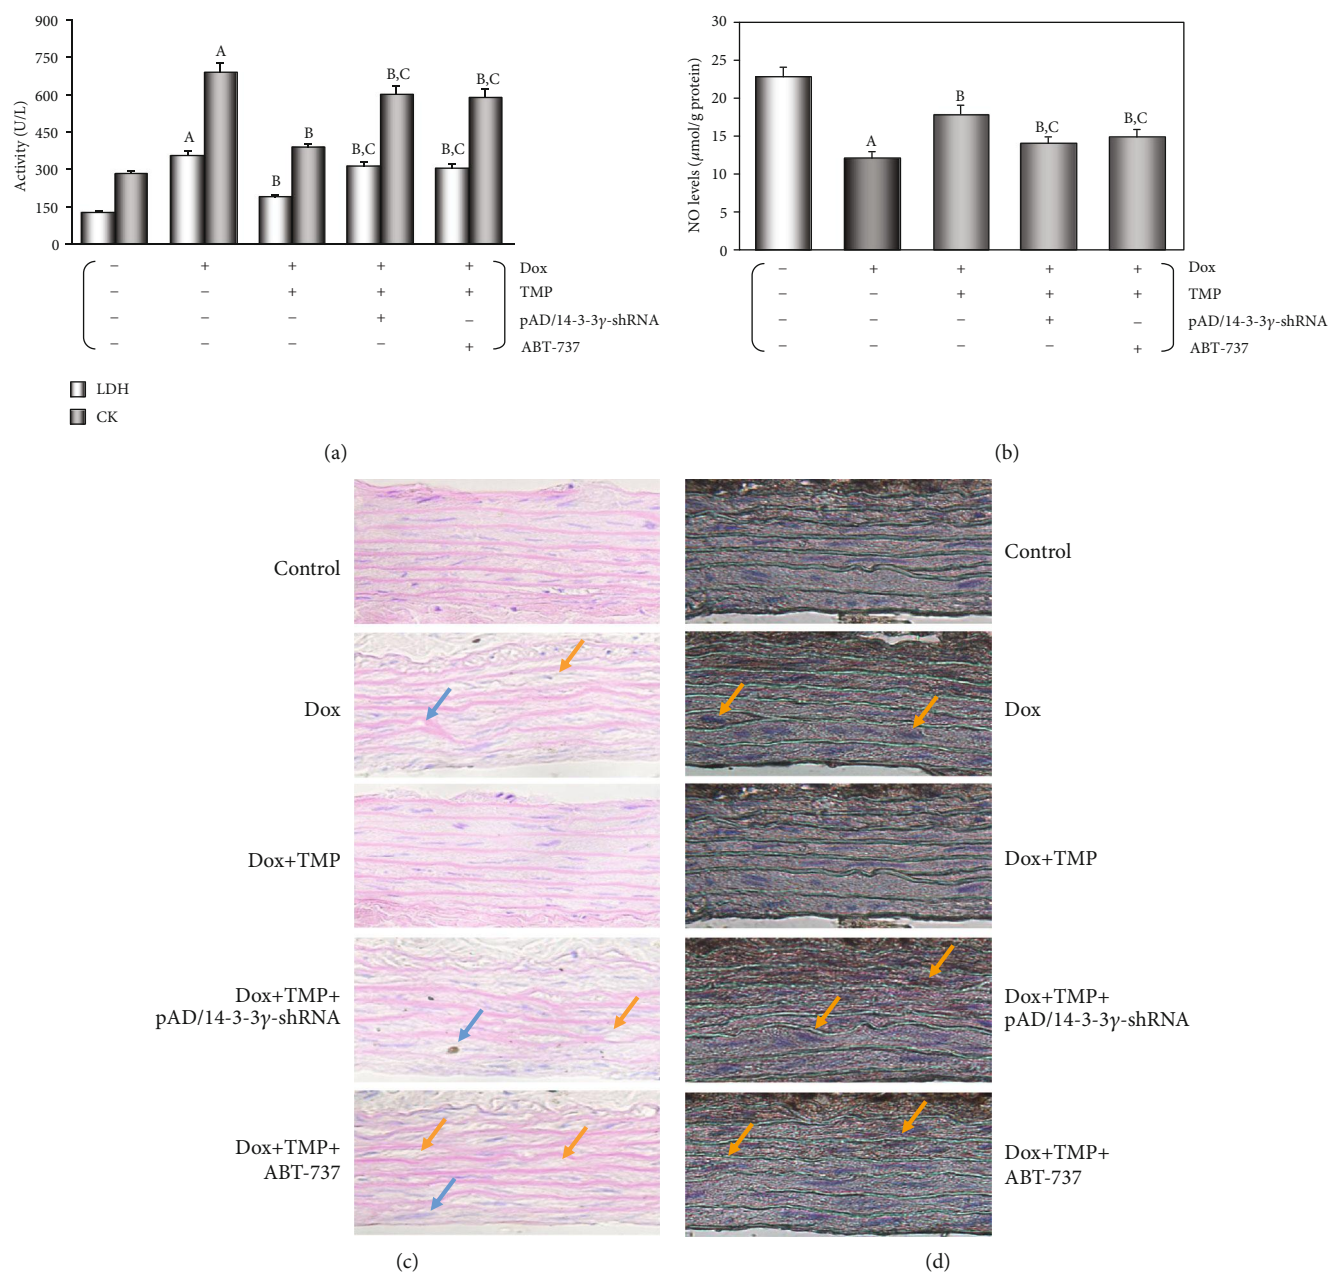 900
750
600
450
300
150
0
Activity (U/L)
A
A
B
B
B,C
B,C
B,C
B,C
– + + + + Dox
– – + + + TMP
– – – + – pAD/14-3-3γ-shRNA
– – – – + ABT-737
LDH
CK
(a)
30
25
20
15
10
5
0
NO levels (μmol/g protein)
A
B
B,C
B,C
– + + + + Dox
– – + + + TMP
– – – + – pAD/14-3-3γ-shRNA
– – – – + ABT-737
(b)
Control
Dox
Dox+TMP
Dox+TMP+
pAD/14-3-3γ-shRNA
Dox+TMP+
ABT-737
(c)
Control
Dox
Dox+TMP
Dox+TMP+
pAD/14-3-3γ-shRNA
Dox+TMP+
ABT-737
(d)